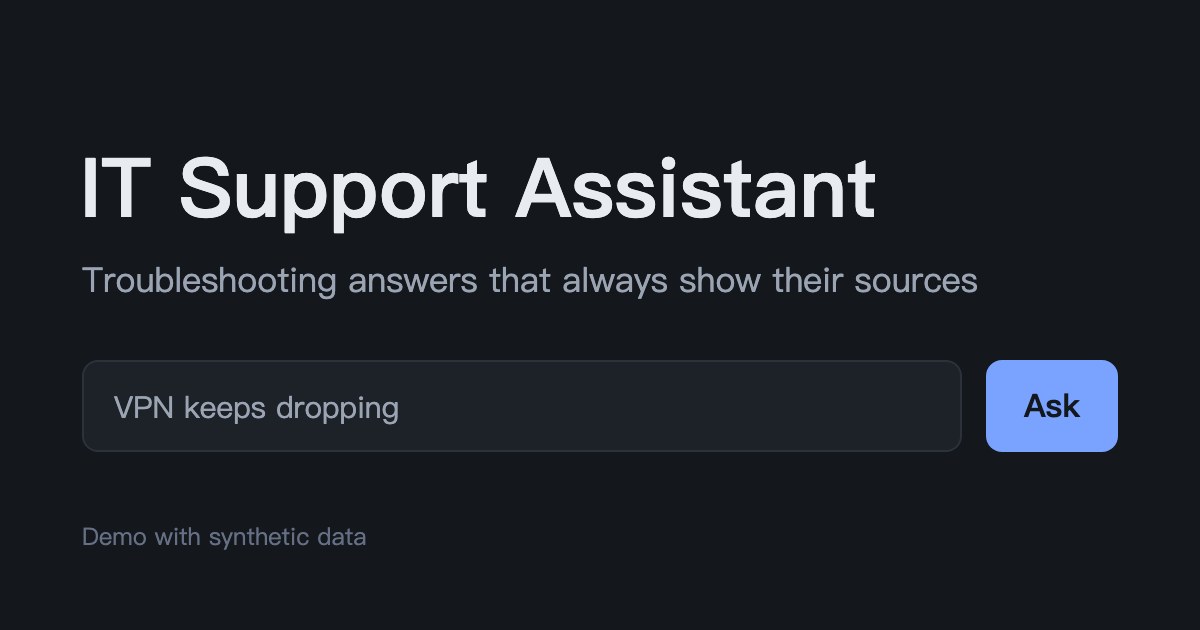 IT Support Assistant
Troubleshooting answers that always show their sources
VPN keeps dropping
Ask
Demo with synthetic data